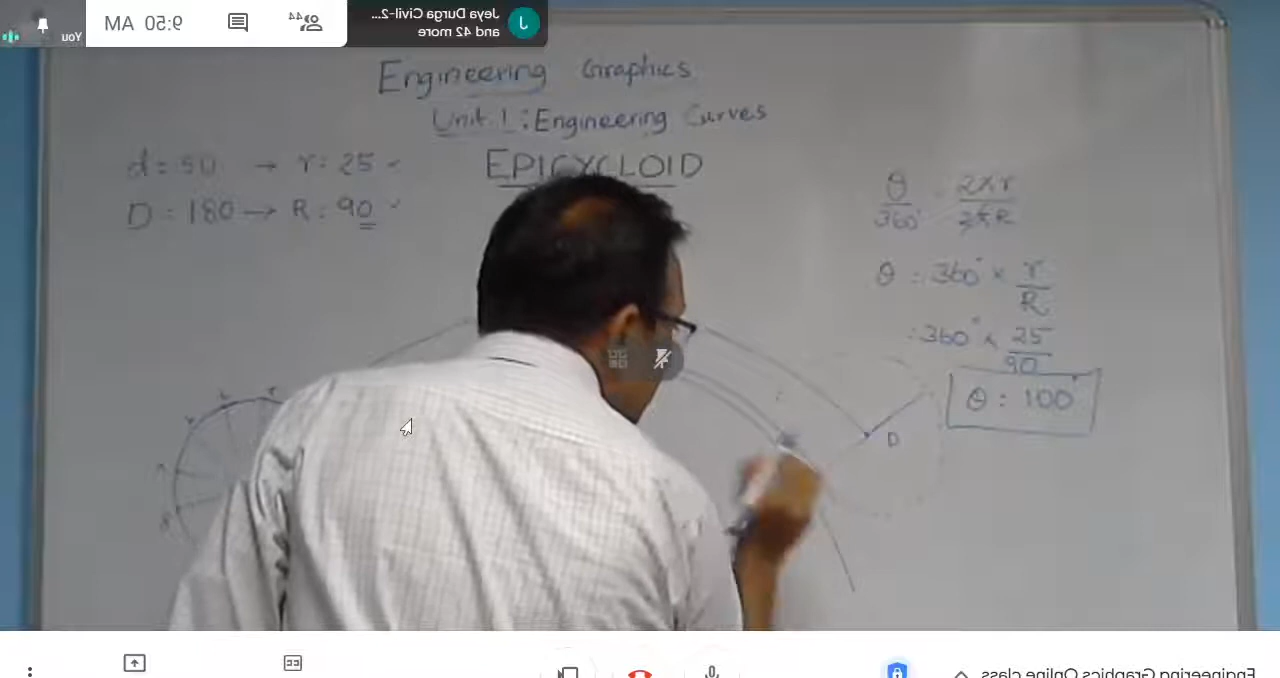 9:50 AM
44
Jeya Durga Civil-2...
and 42 more
J
You
Engineering Graphics
Unit.1: Engineering Curves
EPICYCLOID
d = 50 → r = 25
D = 180 → R = 90
θ/360° = 2πr/2πR
θ = 360° × r/R
= 360° × 25/90
θ = 100°
D
Engineering Graphics Online class